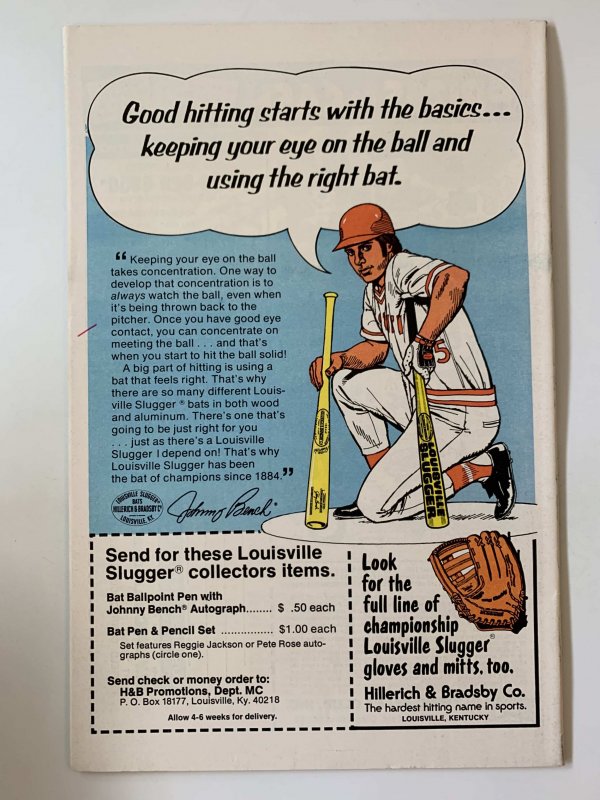 Good hitting starts with the basics...
keeping your eye on the ball and
using the right bat.
“Keeping your eye on the ball
takes concentration. One way to
develop that concentration is to
always watch the ball, even when
it's being thrown back to the
pitcher. Once you have good eye
contact, you can concentrate on
meeting the ball . . . and that's
when you start to hit the ball solid!
A big part of hitting is using a
bat that feels right. That's why
there are so many different Louis-
ville Slugger® bats in both wood
and aluminum. There's one that's
going to be just right for you
. . . just as there's a Louisville
Slugger I depend on! That's why
Louisville Slugger has been
the bat of champions since 1884.”
LOUISVILLE SLUGGER
BATS
HILLERICH & BRADSBY Co
LOUISVILLE, KY.
Johnny Bench
5
LOUISVILLE
SLUGGER
Send for these Louisville
Slugger® collectors items.
Bat Ballpoint Pen with
Johnny Bench® Autograph........ $ .50 each
Bat Pen & Pencil Set ................ $1.00 each
Set features Reggie Jackson or Pete Rose auto-
graphs (circle one).
Send check or money order to:
H&B Promotions, Dept. MC
P. O. Box 18177, Louisville, Ky. 40218
Allow 4-6 weeks for delivery.
Look
for the
full line of
championship
Louisville Slugger®
gloves and mitts, too.
Hillerich & Bradsby Co.
The hardest hitting name in sports.
LOUISVILLE, KENTUCKY